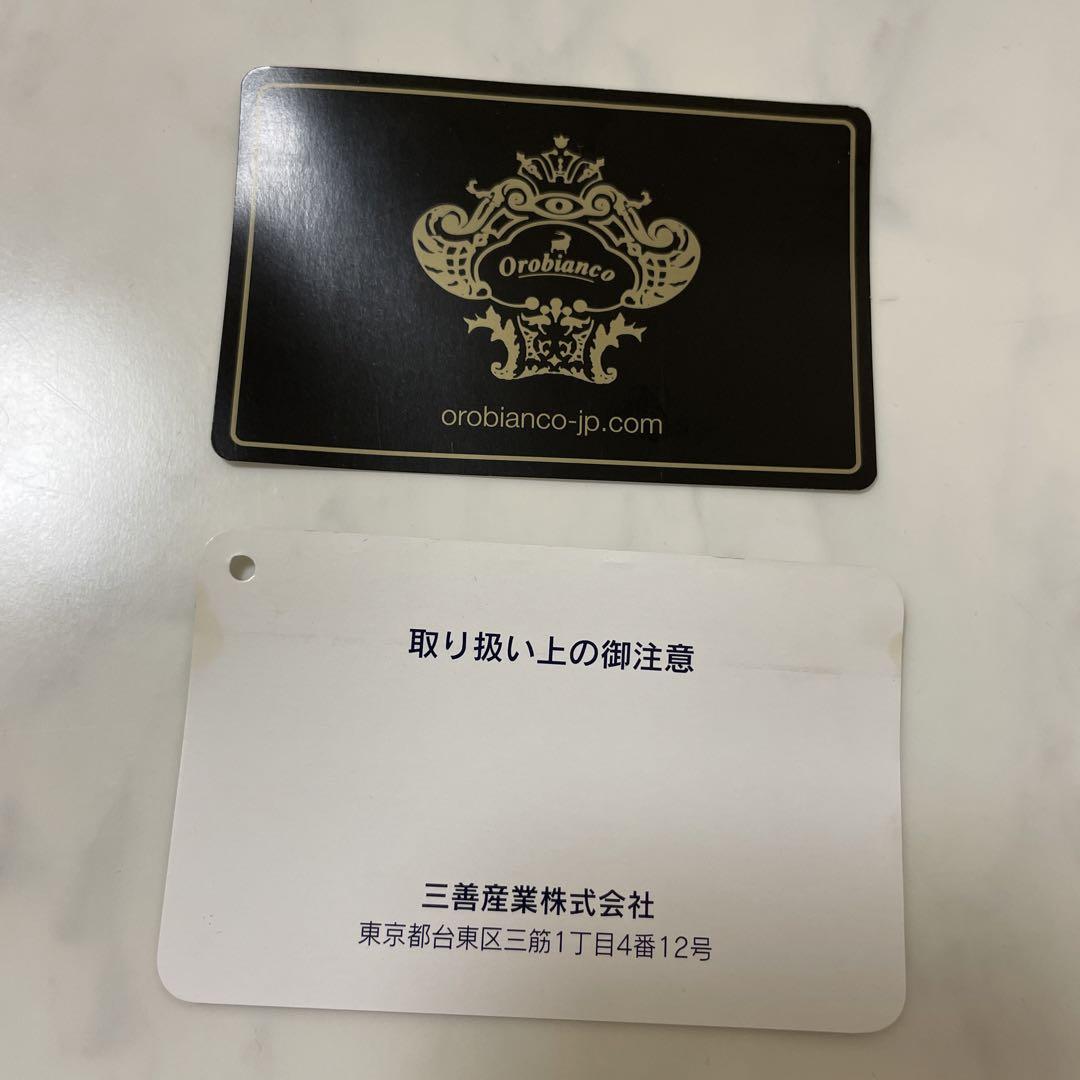 Orobianco
orobianco-jp.com
取り扱い上の御注意
三善産業株式会社
東京都台東区三筋1丁目4番12号